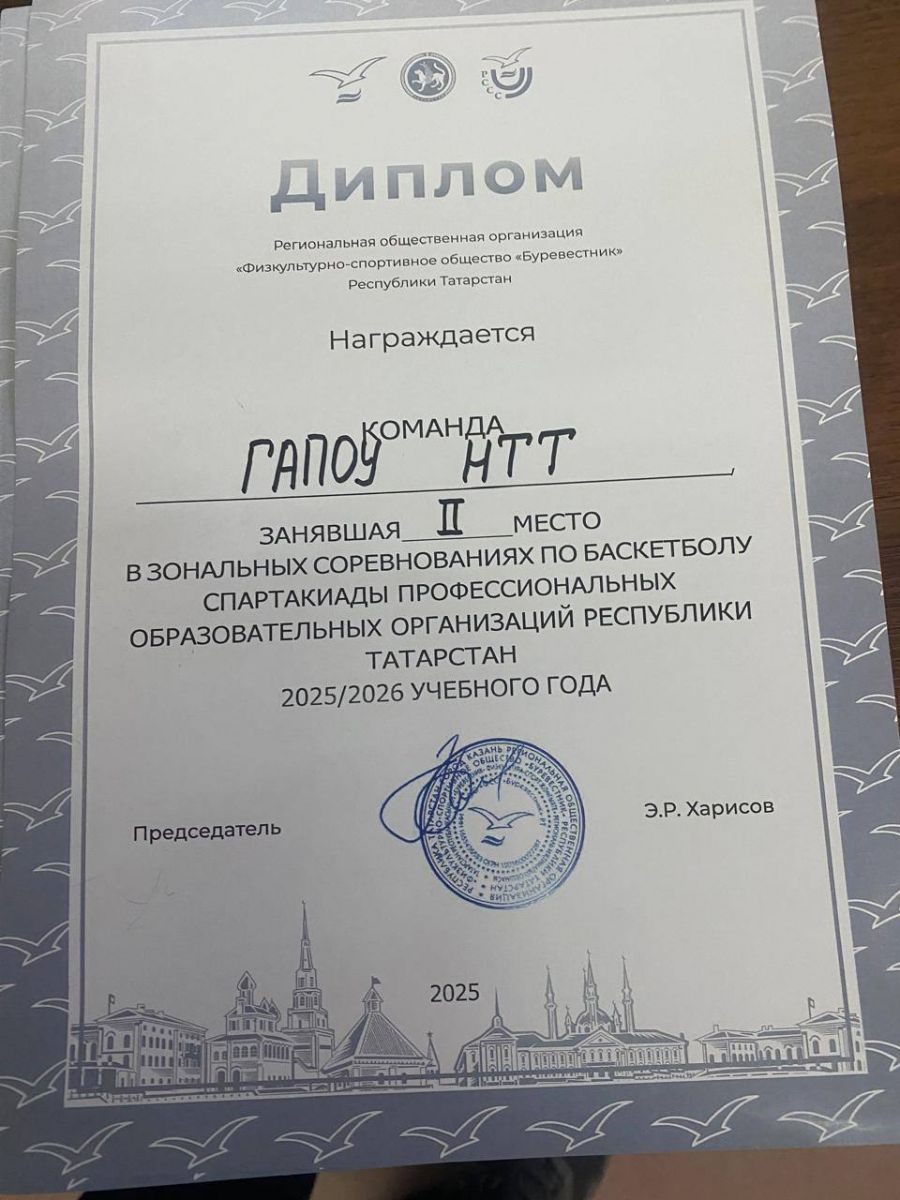 РССС
Диплом
Региональная общественная организация
«Физкультурно-спортивное общество «Буревестник»
Республики Татарстан
Награждается
КОМАНДА
ГАПОУ НТТ
ЗАНЯВШАЯ II МЕСТО
В ЗОНАЛЬНЫХ СОРЕВНОВАНИЯХ ПО БАСКЕТБОЛУ
СПАРТАКИАДЫ ПРОФЕССИОНАЛЬНЫХ
ОБРАЗОВАТЕЛЬНЫХ ОРГАНИЗАЦИЙ РЕСПУБЛИКИ
ТАТАРСТАН
2025/2026 УЧЕБНОГО ГОДА
Председатель
Э.Р. Харисов
2025